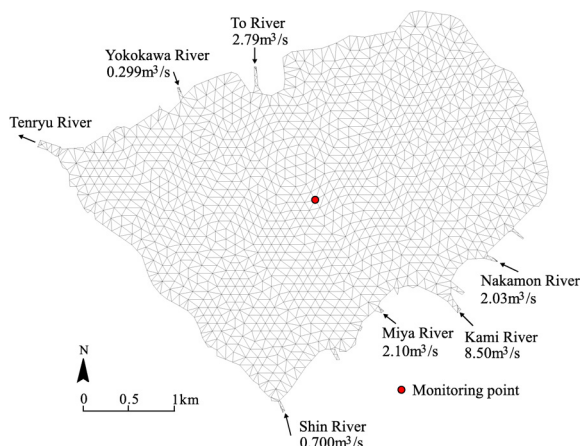 To River
2.79m³/s
Yokokawa River
0.299m³/s
Tenryu River
Nakamon River
2.03m³/s
Miya River
2.10m³/s
Kami River
8.50m³/s
N
0 0.5 1km
Monitoring point
Shin River
0.700m³/s